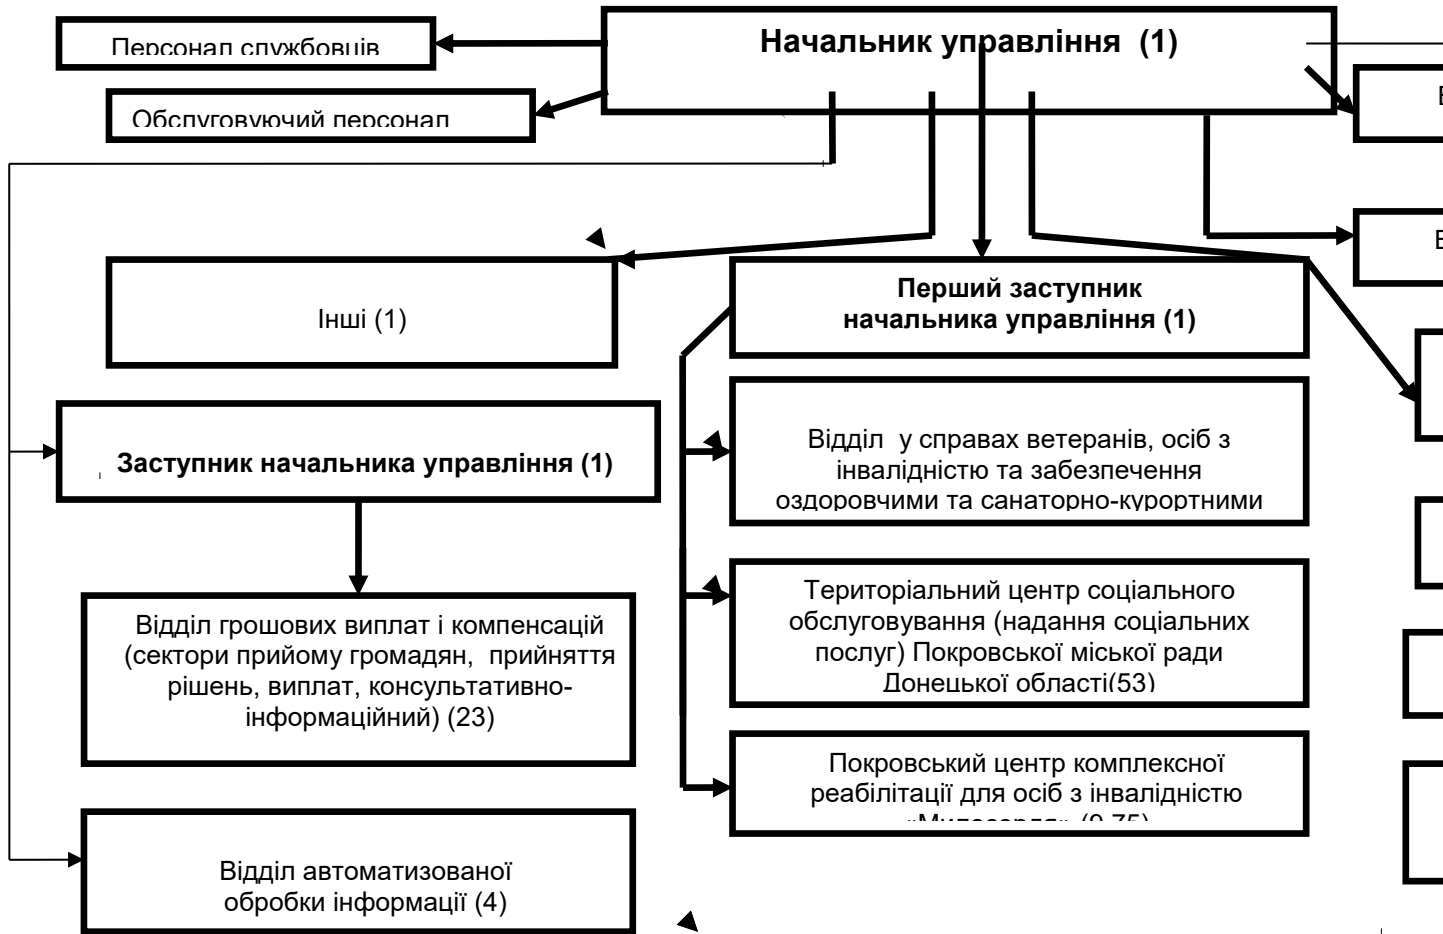 Персонал службовців
Начальник управління (1)
Обслуговуючий персонал
Інші (1)
Перший заступник
начальника управління (1)
Заступник начальника управління (1)
Відділ у справах ветеранів, осіб з
інвалідністю та забезпечення
оздоровчими та санаторно-курортними
Відділ грошових виплат і компенсацій
(сектори прийому громадян, прийняття
рішень, виплат, консультативно-
інформаційний) (23)
Територіальний центр соціального
обслуговування (надання соціальних
послуг) Покровської міської ради
Донецької області(53)
Покровський центр комплексної
реабілітації для осіб з інвалідністю
«Милосердя»
Відділ автоматизованої
обробки інформації (4)